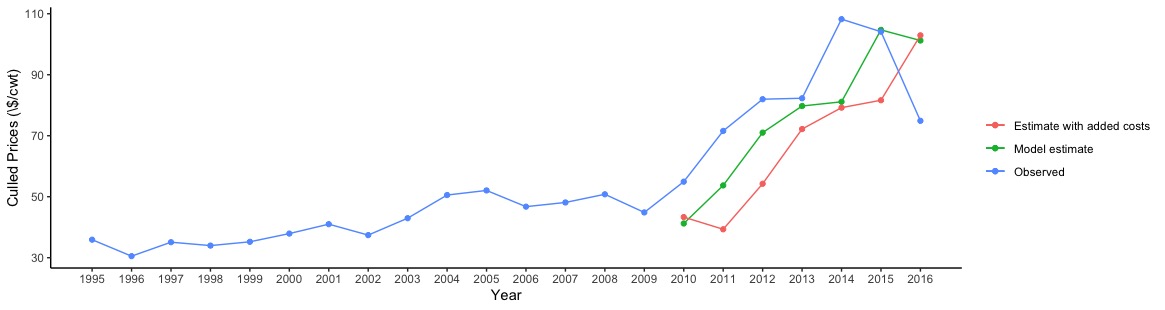 110
90
70
50
30
Culled Prices (\$/cwt)
1995 1996 1997 1998 1999 2000 2001 2002 2003 2004 2005 2006 2007 2008 2009 2010 2011 2012 2013 2014 2015 2016
Year
Estimate with added costs
Model estimate
Observed